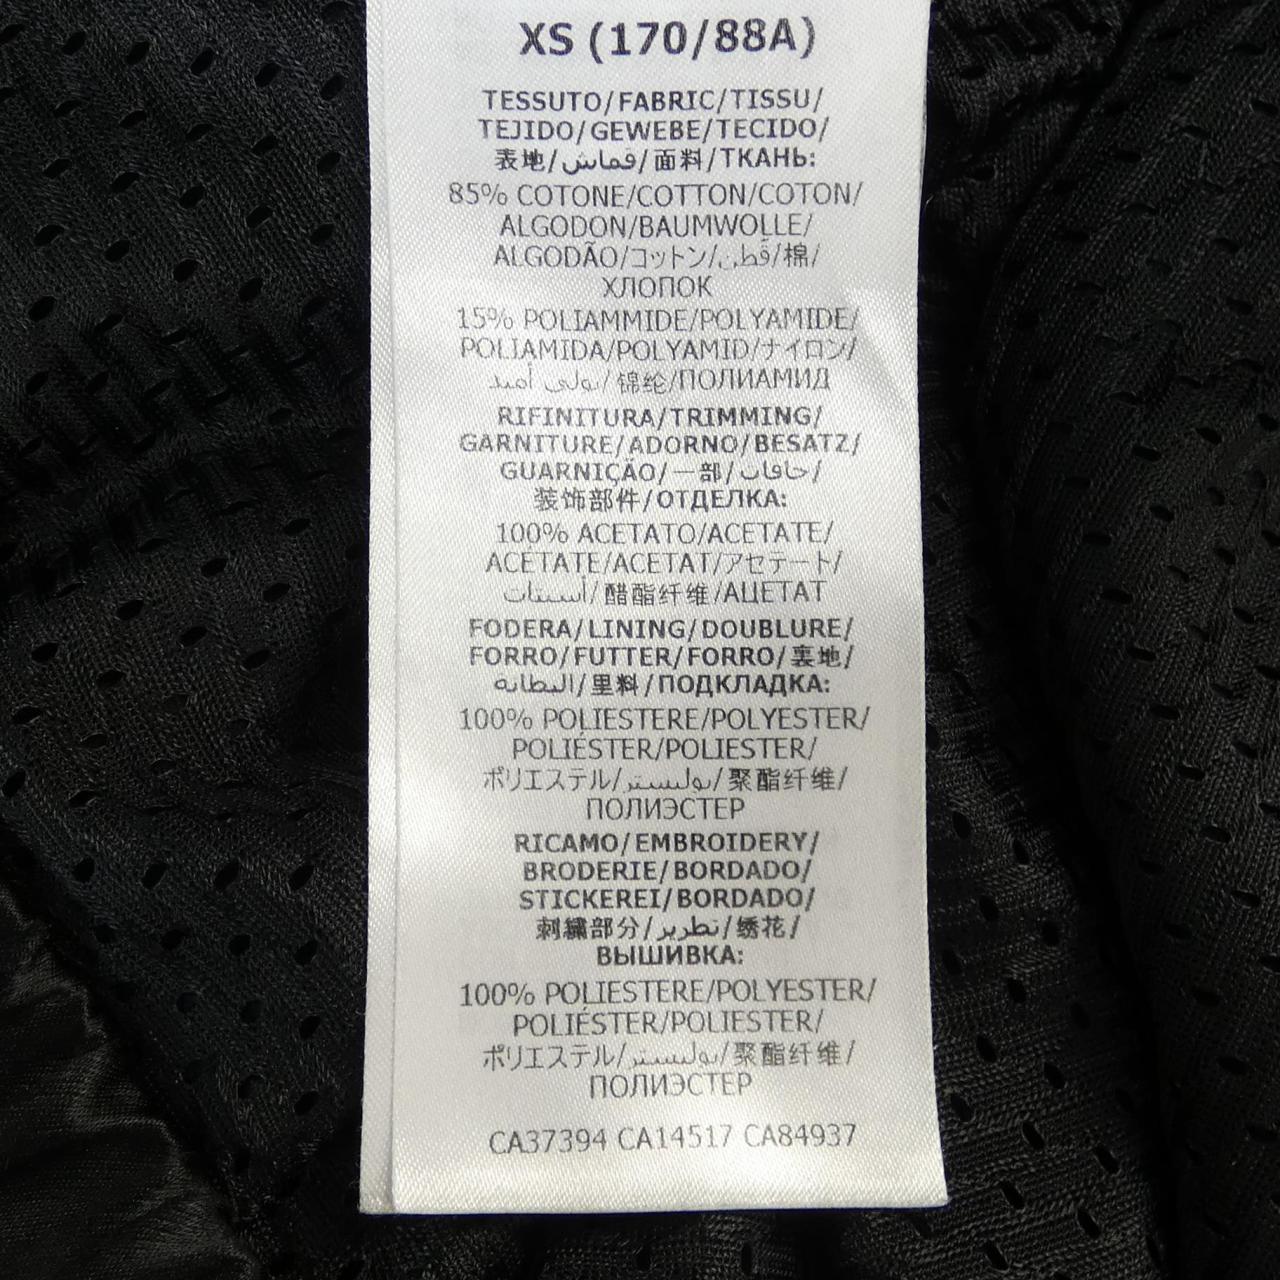 XS (170/88A)
TESSUTO/FABRIC/TISSU/
TEJIDO/GEWEBE/TECIDO/
表地/قماش/面料/ТКАНЬ:
85% COTONE/COTTON/COTON/
ALGODON/BAUMWOLLE/
ALGODÃO/コットン/قطن/棉/
ХЛОПОК
15% POLIAMMIDE/POLYAMIDE/
POLIAMIDA/POLYAMID/ナイロン/
بولي أميد/锦纶/ПОЛИАМИД
RIFINITURA/TRIMMING/
GARNITURE/ADORNO/BESATZ/
GUARNIÇÃO/一部/حافات/
装饰部件/ОТДЕЛКА:
100% ACETATO/ACETATE/
ACÉTATE/ACETAT/アセテート/
أسيتات/醋酯纤维/АЦЕТАТ
FODERA/LINING/DOUBLURE/
FORRO/FUTTER/FORRO/裏地/
البطانة/里料/ПОДКЛАДКА:
100% POLIESTERE/POLYESTER/
POLIÉSTER/POLIESTER/
ポリエステル/بوليستر/聚酯纤维/
ПОЛИЭСТЕР
RICAMO/EMBROIDERY/
BRODERIE/BORDADO/
STICKEREI/BORDADO/
刺繍部分/تطريز/绣花/
ВЫШИВКА:
100% POLIESTERE/POLYESTER/
POLIÉSTER/POLIESTER/
ポリエステル/بوليستر/聚酯纤维/
ПОЛИЭСТЕР
CA37394 CA14517 CA84937